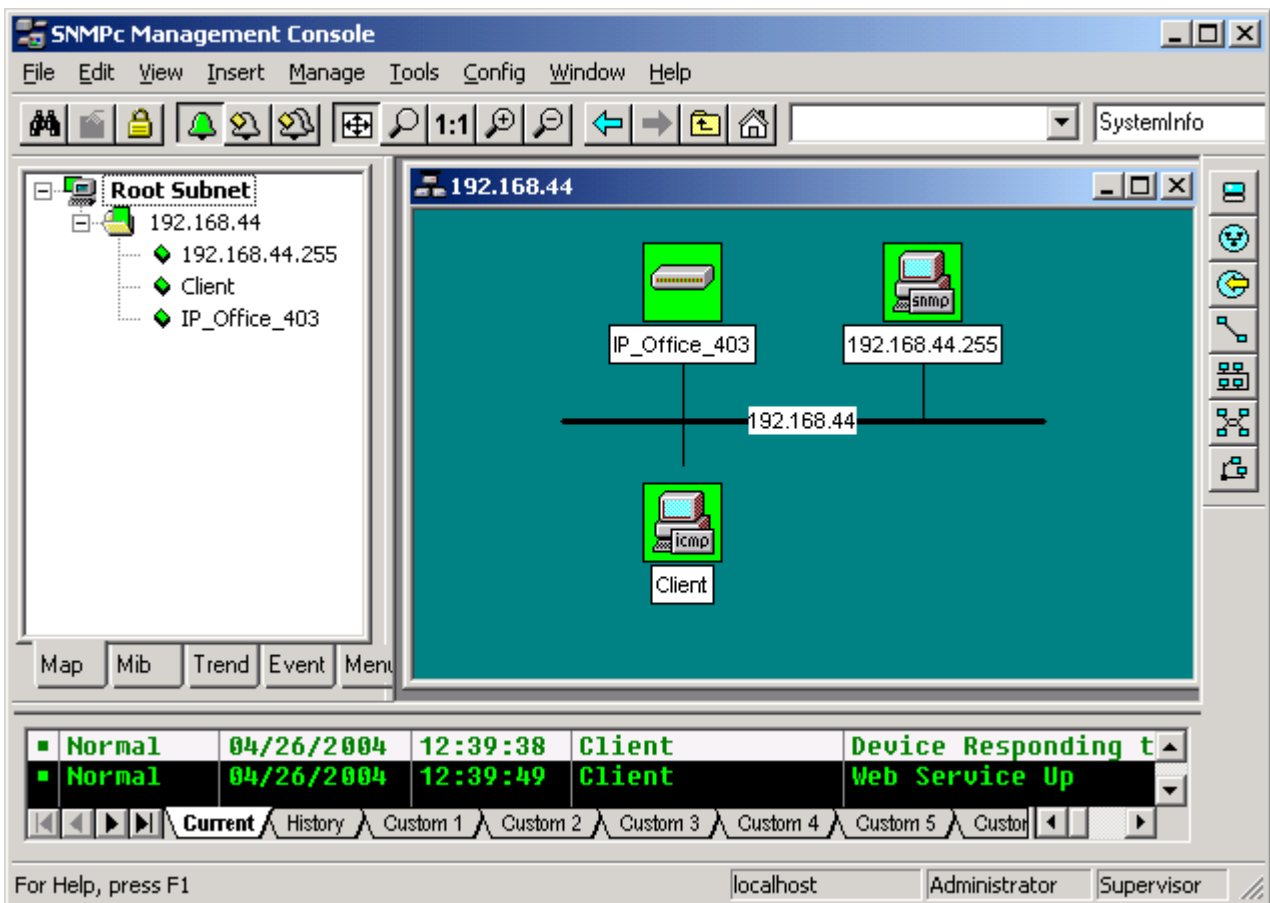 SNMPc Management Console
File Edit View Insert Manage Tools Config Window Help
1:1 SystemInfo
Root Subnet
192.168.44
192.168.44.255
Client
IP_Office_403
Map Mib Trend Event Menu
192.168.44
snmp
IP_Office_403 192.168.44.255
192.168.44
icmp
Client
Normal 04/26/2004 12:39:38 Client Device Responding t
Normal 04/26/2004 12:39:49 Client Web Service Up
Current History Custom 1 Custom 2 Custom 3 Custom 4 Custom 5 Custom
For Help, press F1 localhost Administrator Supervisor